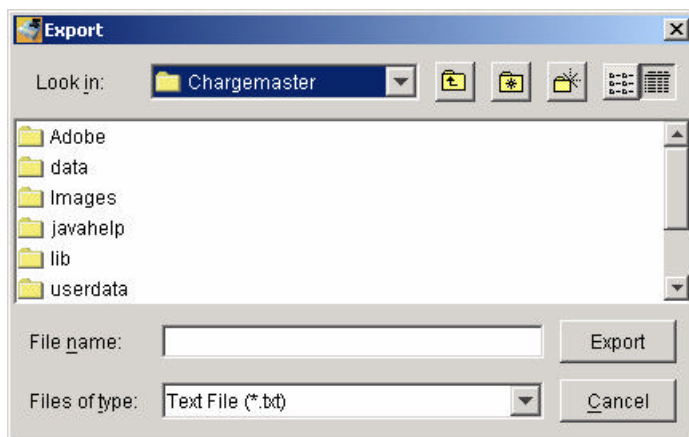 Export
Look in: Chargemaster
Adobe
data
Images
javahelp
lib
userdata
File name: Export
Files of type: Text File (*.txt) Cancel